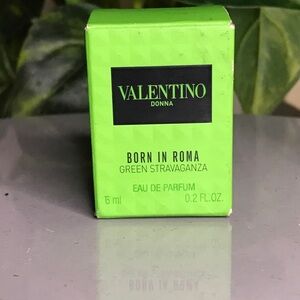 VALENTINO
DONNA
BORN IN ROMA
GREEN STRAVAGANZA
EAU DE PARFUM
6 ml 0.2 FL.OZ.